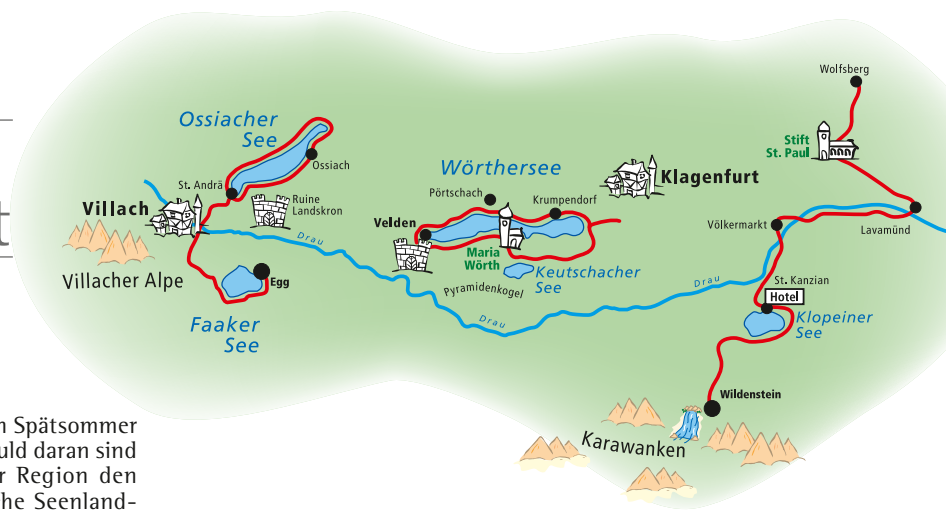 Wolfsberg
Ossiacher
See
Stift
St. Paul
Ossiach
Wörthersee
Klagenfurt
St. Andrä
Pörtschach
Krumpendorf
Villach
Ruine
Landskron
Velden
Völkermarkt
Lavamünd
t
Drau
Maria
Wörth
Villacher Alpe
Egg
Keutschacher
See
Pyramidenkogel
Drau
St. Kanzian
Hotel
Faaker
See
Drau
Klopeiner
See
Wildenstein
Karawanken
Spätsommer
uld daran sind
r Region den
he Seenland-